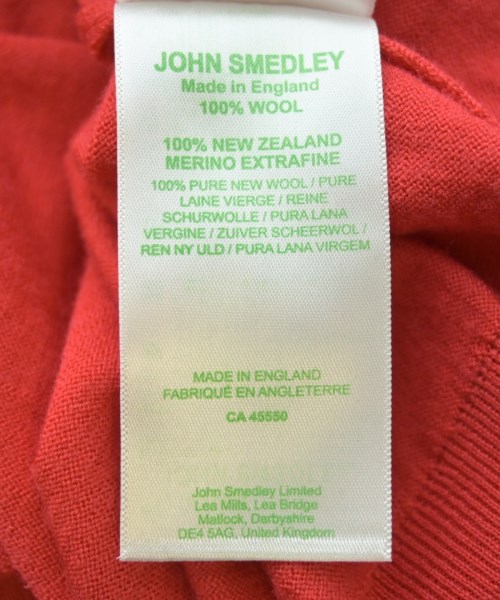 JOHN SMEDLEY
Made in England
100% WOOL
100% NEW ZEALAND
MERINO EXTRAFINE
100% PURE NEW WOOL / PURE
LAINE VIERGE / REINE
SCHURWOLLE / PURA LANA
VERGINE / ZUIVER SCHEERWOL /
REN NY ULD / PURA LANA VIRGEM
MADE IN ENGLAND
FABRIQUÉ EN ANGLETERRE
CA 45550
John Smedley Limited
Lea Mills, Lea Bridge
Matlock, Derbyshire
DE4 5AG, United Kingdom